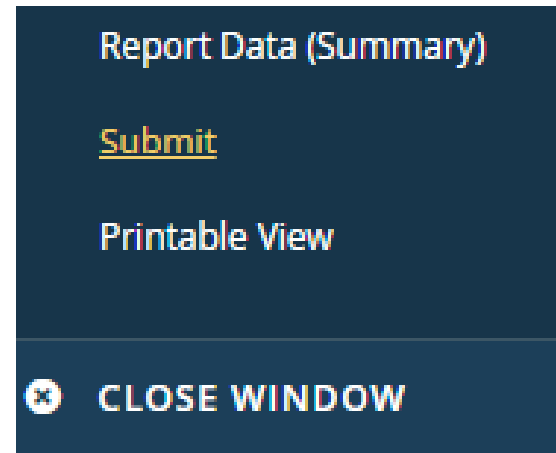 Report Data (Summary)
Submit
Printable View
CLOSE WINDOW